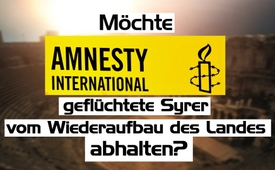 Möchte
AMNESTY
INTERNATIONAL
geflüchtete Syrer
vom Wiederaufbau des Landes
abhalten?